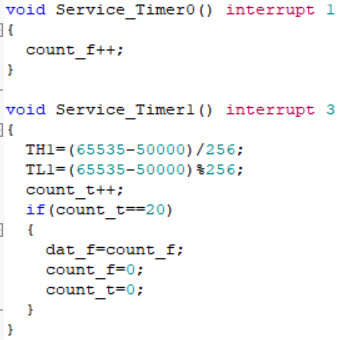 void Service_Timer0() interrupt 1
{
count_f++;
}
void Service_Timer1() interrupt 3
{
TH1=(65535-50000)/256;
TL1=(65535-50000)%256;
count_t++;
if(count_t==20)
{
dat_f=count_f;
count_f=0;
count_t=0;
}
}